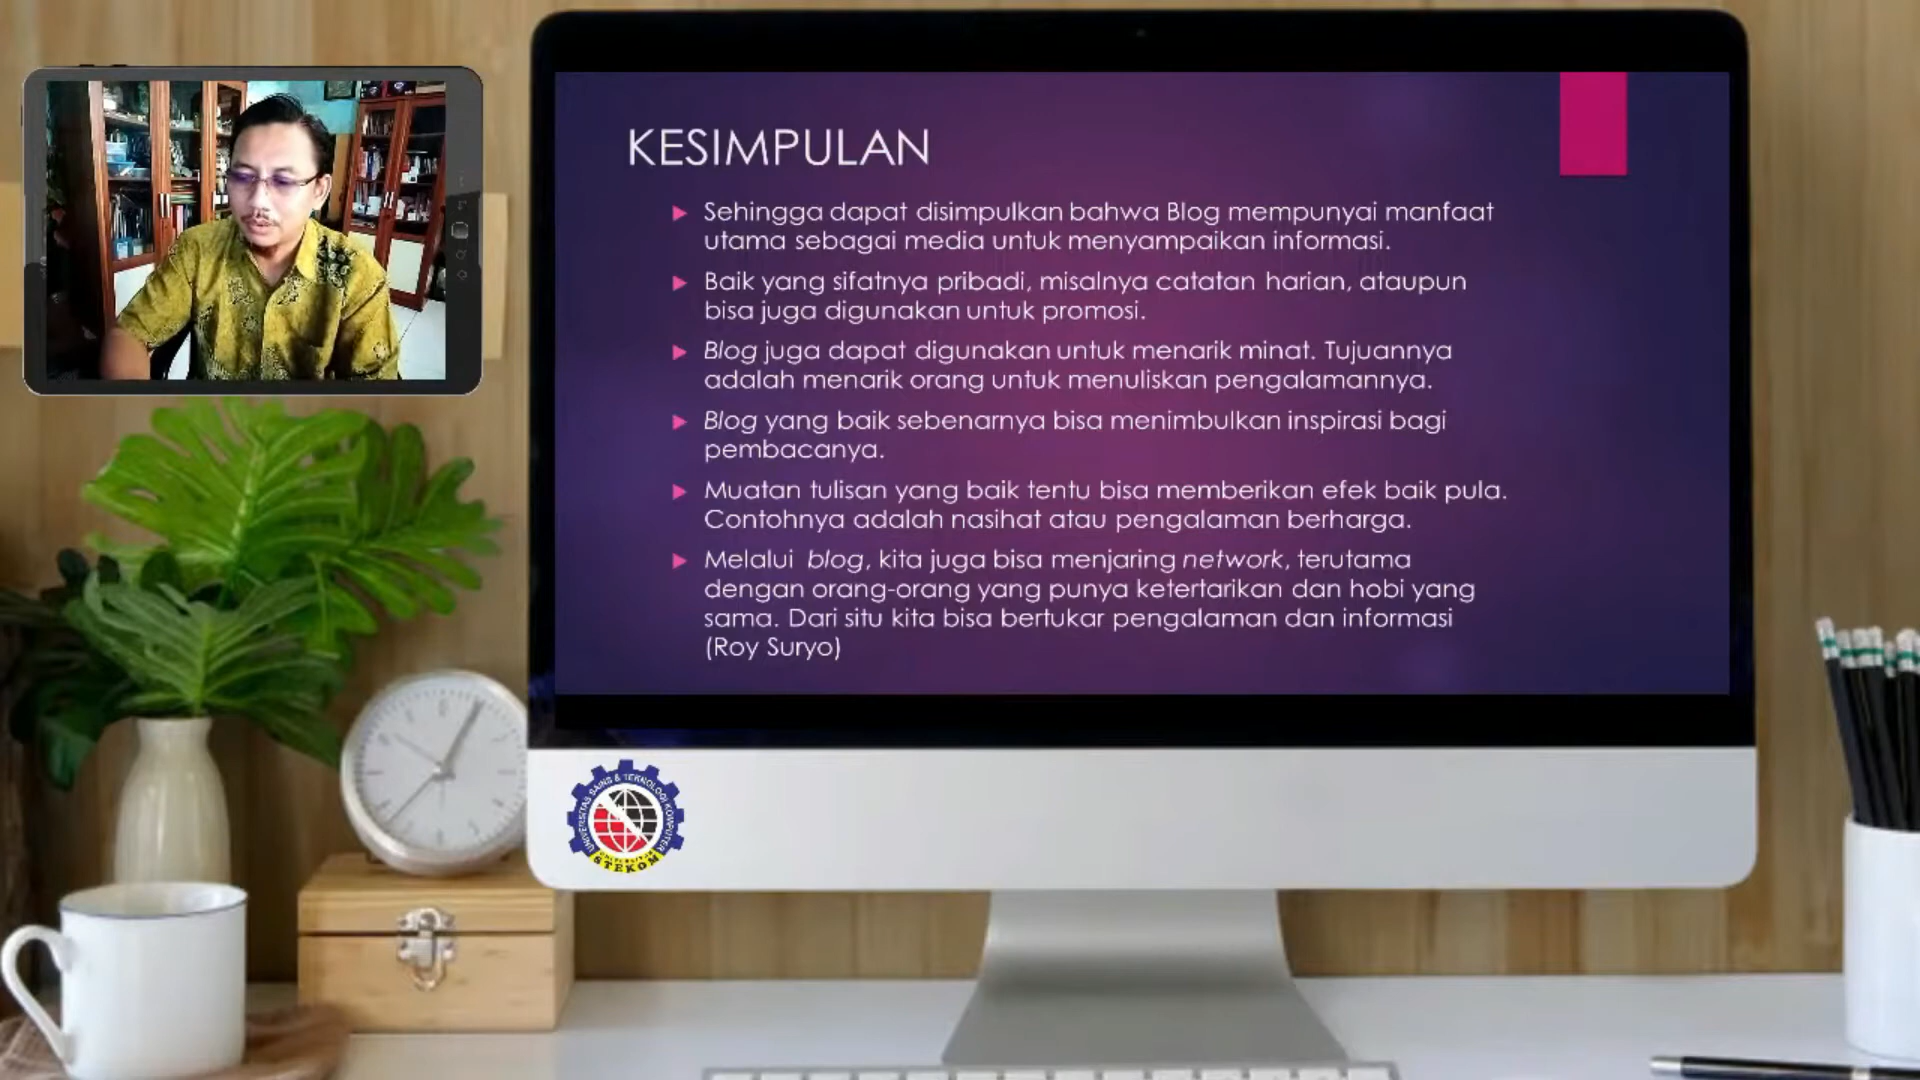 KESIMPULAN
Sehingga dapat disimpulkan bahwa Blog mempunyai manfaat
utama sebagai media untuk menyampaikan informasi.
Baik yang sifatnya pribadi, misalnya catatan harian, ataupun
bisa juga digunakan untuk promosi.
Blog juga dapat digunakan untuk menarik minat. Tujuannya
adalah menarik orang untuk menuliskan pengalamannya.
Blog yang baik sebenarnya bisa menimbulkan inspirasi bagi
pembacanya.
Muatan tulisan yang baik tentu bisa memberikan efek baik pula.
Contohnya adalah nasihat atau pengalaman berharga.
Melalui blog, kita juga bisa menjaring network, terutama
dengan orang-orang yang punya ketertarikan dan hobi yang
sama. Dari situ kita bisa bertukar pengalaman dan informasi
(Roy Suryo)
UNIVERSITAS SAINS & TEKNOLOGI KOMPUTER
UNIVERSITAS
STEKOM